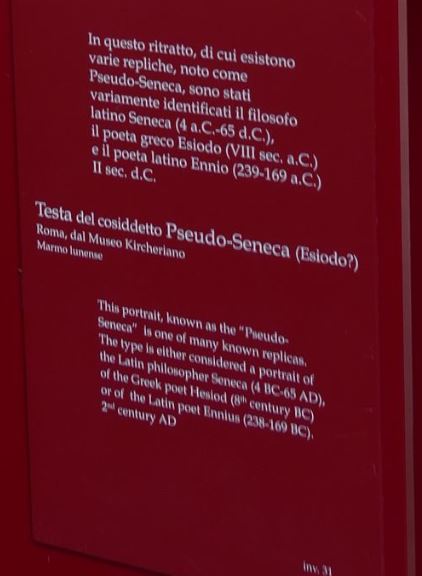 In questo ritratto, di cui esistono
varie repliche, noto come
Pseudo-Seneca, sono stati
variamente identificati il filosofo
latino Seneca (4 a.C.-65 d.C.),
il poeta greco Esiodo (VIII sec. a.C.)
e il poeta latino Ennio (239-169 a.C.)
II sec. d.C.
Testa del cosiddetto Pseudo-Seneca (Esiodo?)
Roma, dal Museo Kircheriano
Marmo lunense
This portrait, known as the "Pseudo-
Seneca" is one of many known replicas.
The type is either considered a portrait of
the Latin philosopher Seneca (4 BC-65 AD),
of the Greek poet Hesiod (8th century BC)
or of the Latin poet Ennius (238-169 BC).
2nd century AD
inv. 31